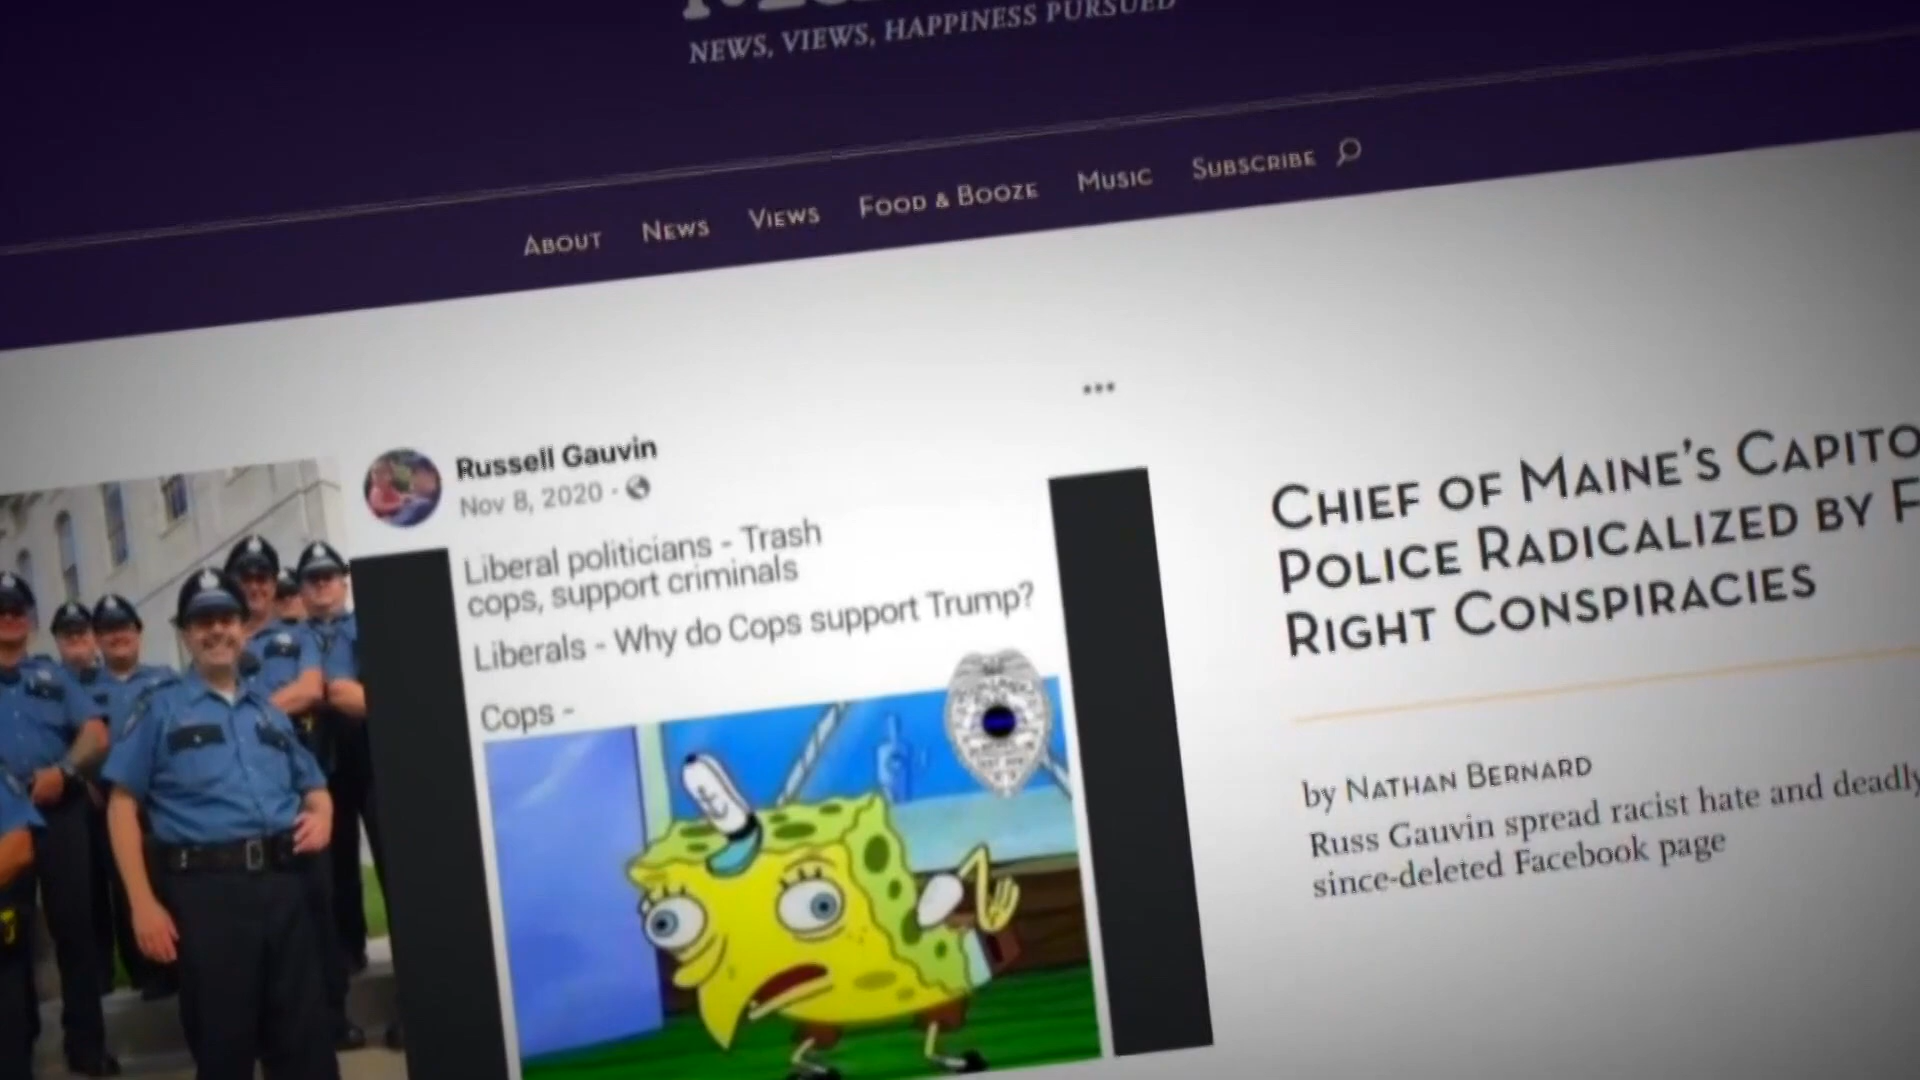 NEWS, VIEWS, HAPPINESS PURSUED
ABOUT NEWS VIEWS FOOD & BOOZE MUSIC SUBSCRIBE
Russell Gauvin
Nov 8, 2020 ·
Liberal politicians - Trash
cops, support criminals
Liberals - Why do Cops support Trump?
Cops -
CHIEF OF MAINE'S CAPITO
POLICE RADICALIZED BY F
RIGHT CONSPIRACIES
by NATHAN BERNARD
Russ Gauvin spread racist hate and deadly
since-deleted Facebook page